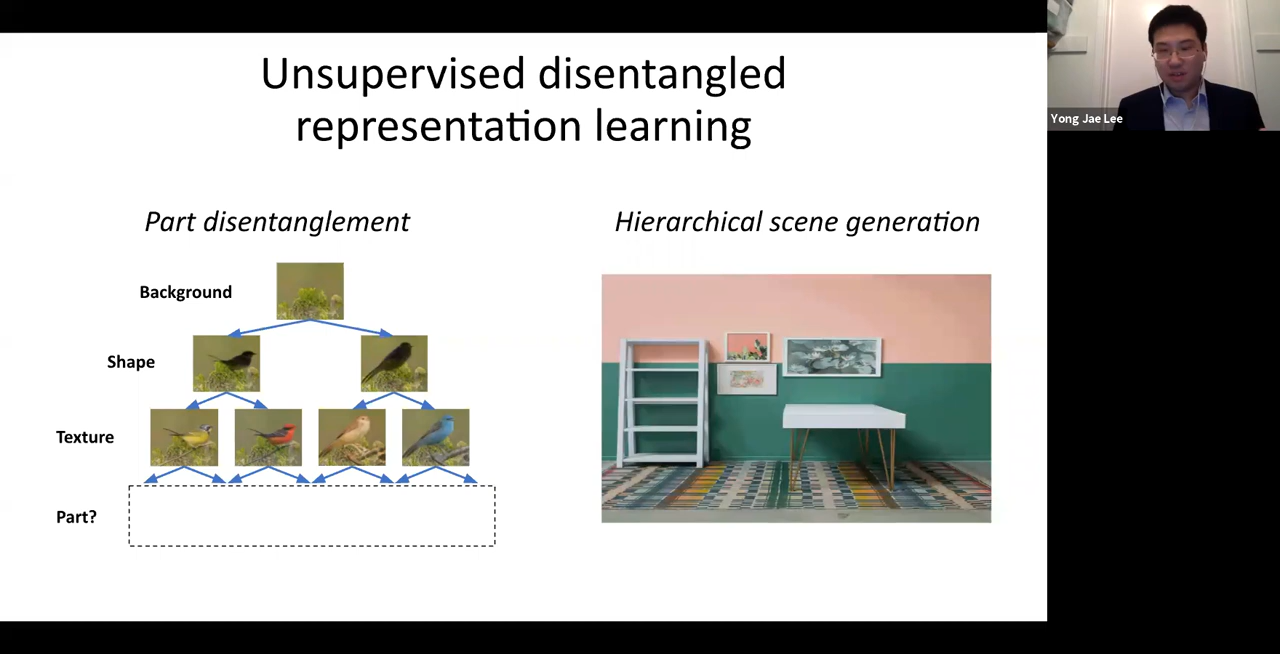 Unsupervised disentangled
representation learning
Yong Jae Lee
Part disentanglement
Hierarchical scene generation
Background
Shape
Texture
Part?